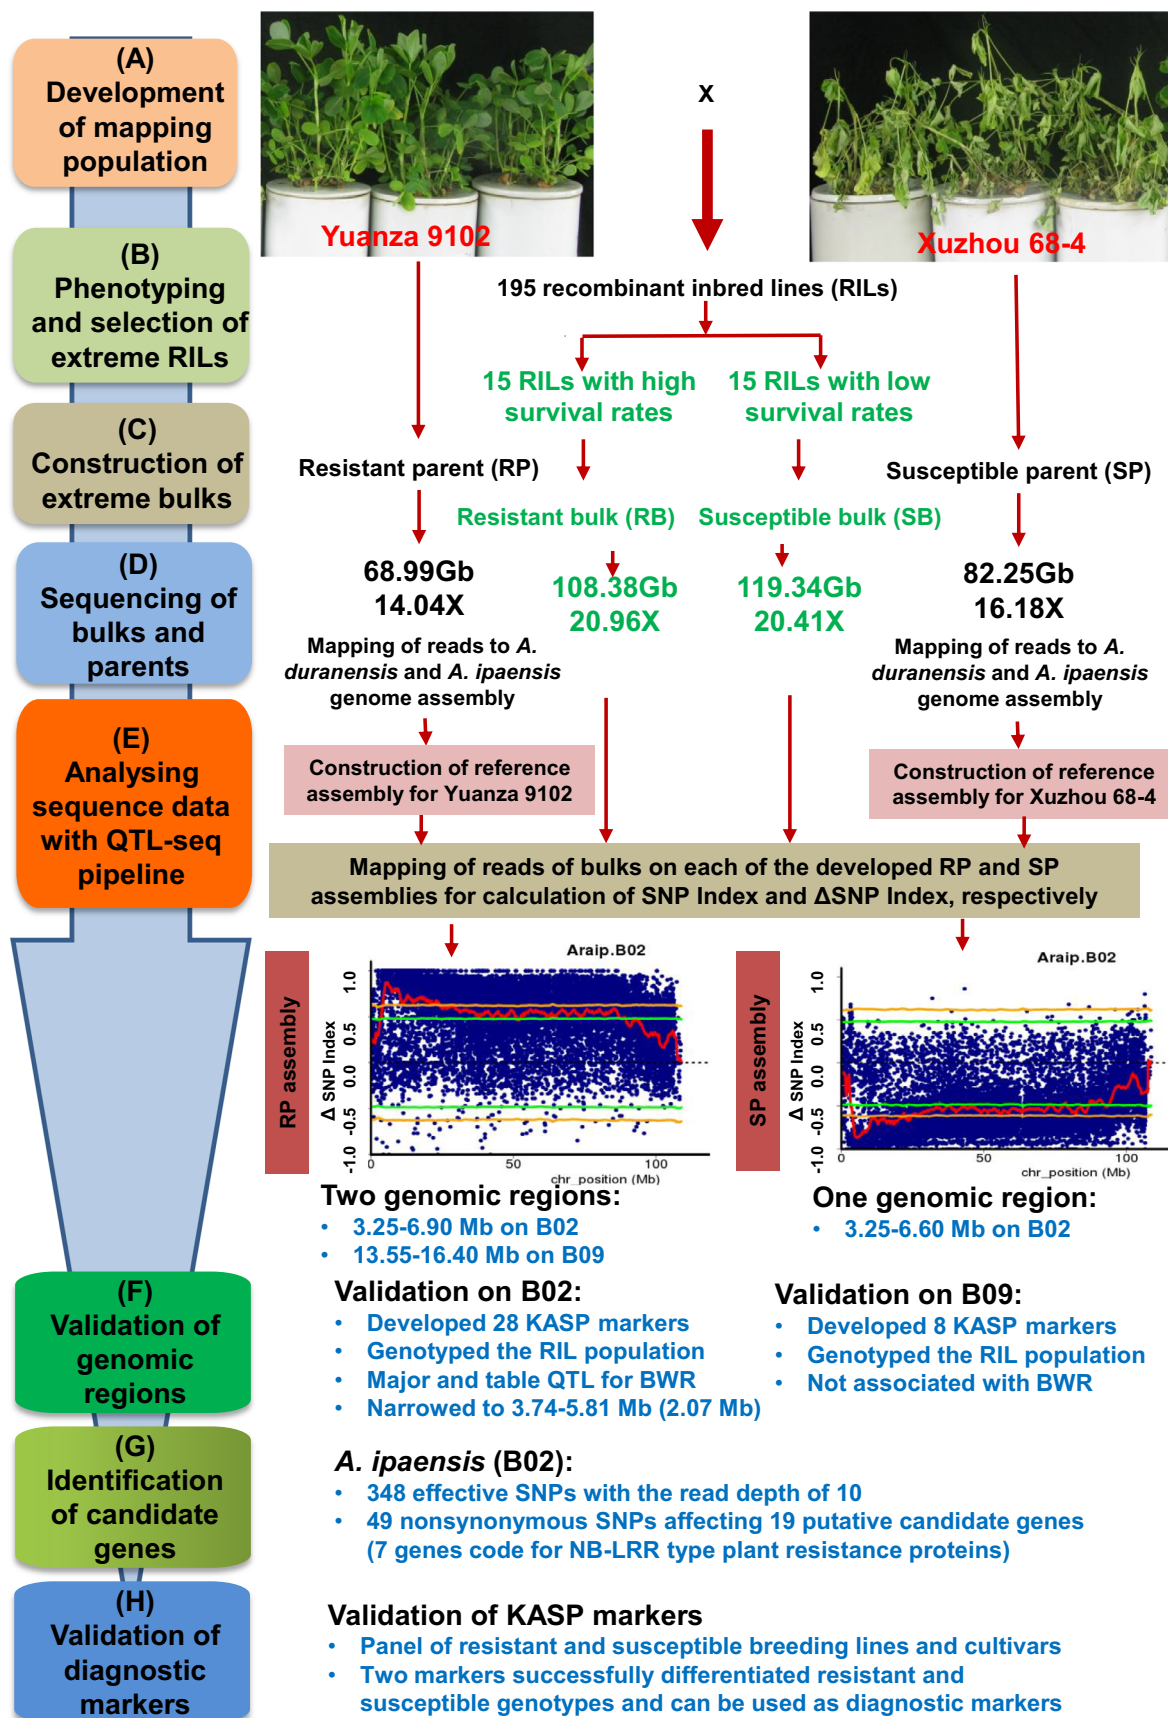 (A)
Development
of mapping
population
(B)
Phenotyping
and selection of
extreme RILs
(C)
Construction of
extreme bulks
(D)
Sequencing of
bulks and
parents
(E)
Analysing
sequence data
with QTL-seq
pipeline
(F)
Validation of
genomic
regions
(G)
Identification
of candidate
genes
(H)
Validation of
diagnostic
markers
Yuanza 9102
X
Xuzhou 68-4
195 recombinant inbred lines (RILs)
15 RILs with high
survival rates
15 RILs with low
survival rates
Resistant parent (RP)
Susceptible parent (SP)
Resistant bulk (RB)
Susceptible bulk (SB)
68.99Gb
14.04X
108.38Gb
20.96X
119.34Gb
20.41X
82.25Gb
16.18X
Mapping of reads to A.
duranensis and A. ipaensis
genome assembly
Mapping of reads to A.
duranensis and A. ipaensis
genome assembly
Construction of reference
assembly for Yuanza 9102
Construction of reference
assembly for Xuzhou 68-4
Mapping of reads of bulks on each of the developed RP and SP
assemblies for calculation of SNP Index and ΔSNP Index, respectively
RP assembly
Araip.B02
Δ SNP Index
1.0
0.5
0.0
-0.5
-1.0
0
50
100
chr_position (Mb)
SP assembly
Araip.B02
Δ SNP Index
1.0
0.5
0.0
-0.5
-1.0
0
50
100
chr_position (Mb)
Two genomic regions:
• 3.25-6.90 Mb on B02
• 13.55-16.40 Mb on B09
One genomic region:
• 3.25-6.60 Mb on B02
Validation on B02:
• Developed 28 KASP markers
• Genotyped the RIL population
• Major and table QTL for BWR
• Narrowed to 3.74-5.81 Mb (2.07 Mb)
Validation on B09:
• Developed 8 KASP markers
• Genotyped the RIL population
• Not associated with BWR
A. ipaensis (B02):
• 348 effective SNPs with the read depth of 10
• 49 nonsynonymous SNPs affecting 19 putative candidate genes
(7 genes code for NB-LRR type plant resistance proteins)
Validation of KASP markers
• Panel of resistant and susceptible breeding lines and cultivars
• Two markers successfully differentiated resistant and
susceptible genotypes and can be used as diagnostic markers